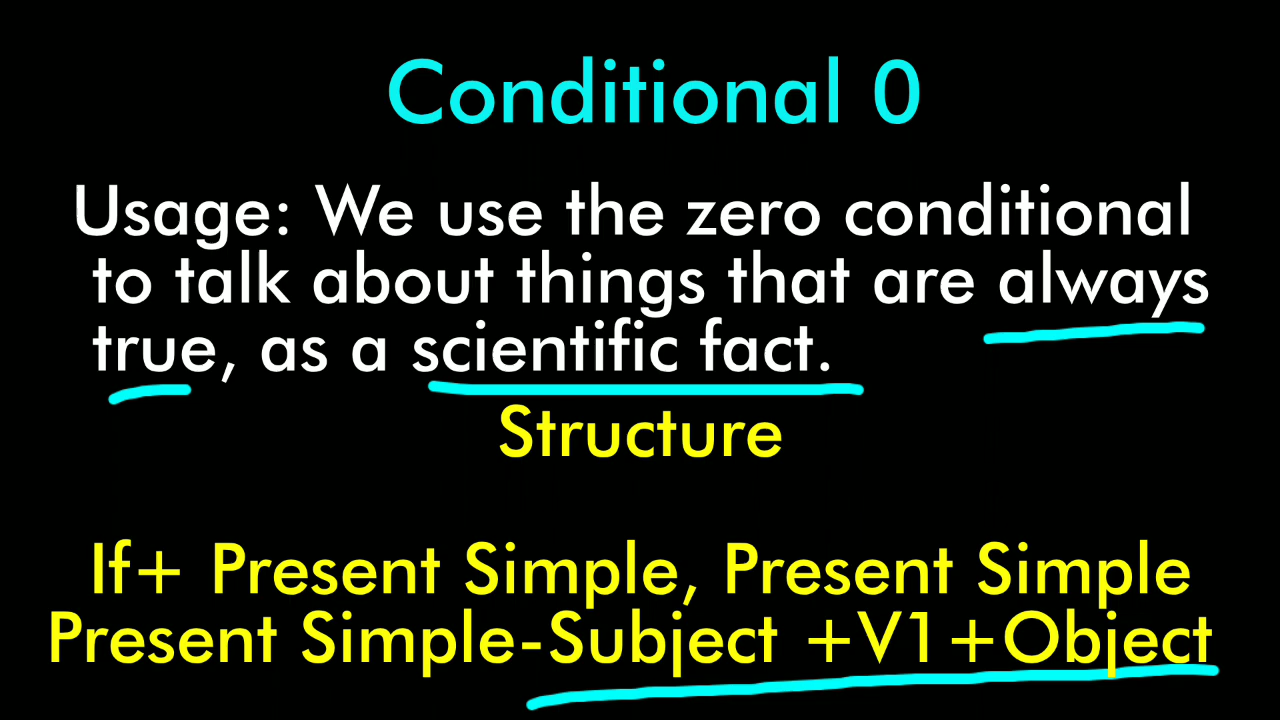 Conditional 0
Usage: We use the zero conditional
to talk about things that are always
true, as a scientific fact.
Structure
If+ Present Simple, Present Simple
Present Simple-Subject +V1+Object